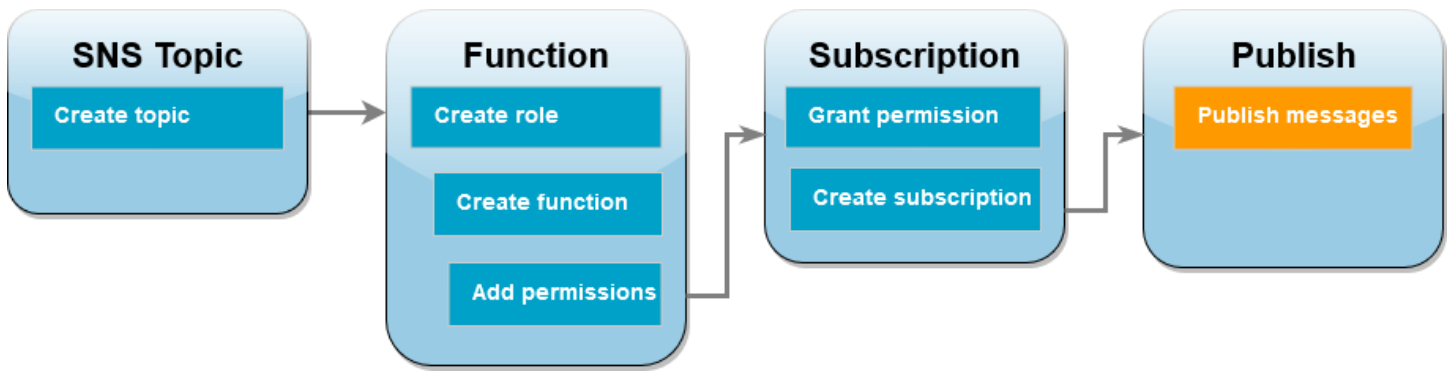 SNS Topic
Create topic
Function
Create role
Create function
Add permissions
Subscription
Grant permission
Create subscription
Publish
Publish messages